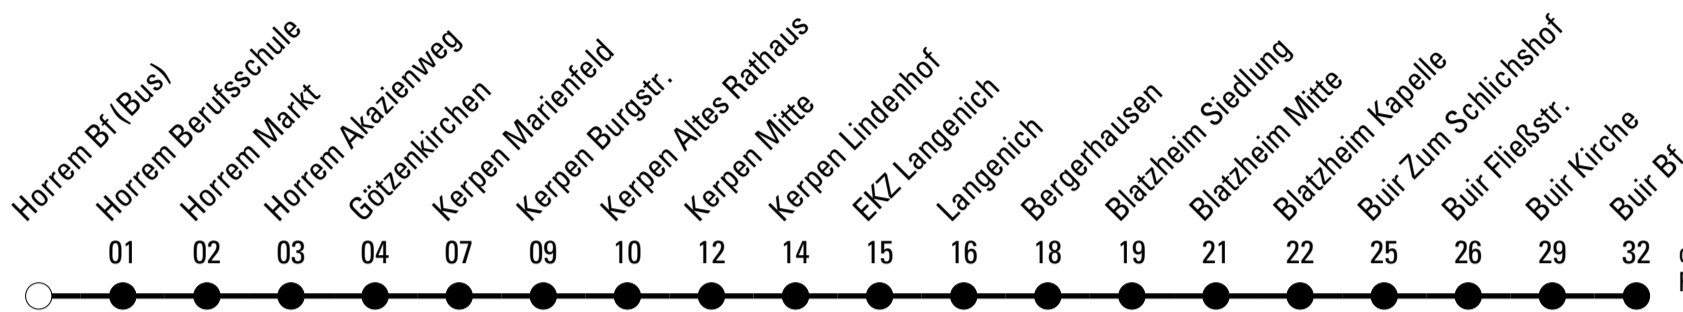 Horrem Bf (Bus)
Horrem Berufsschule
Horrem Markt
Horrem Akazienweg
Götzenkirchen
Kerpen Marienfeld
Kerpen Burgstr.
Kerpen Altes Rathaus
Kerpen Mitte
Kerpen Lindenhof
EKZ Langenich
Langenich
Bergerhausen
Blatzheim Siedlung
Blatzheim Mitte
Blatzheim Kapelle
Buir Zum Schlichshof
Buir Fließstr.
Buir Kirche
Buir Bf
01 02 03 04 07 09 10 12 14 15 16 18 19 21 22 25 26 29 32